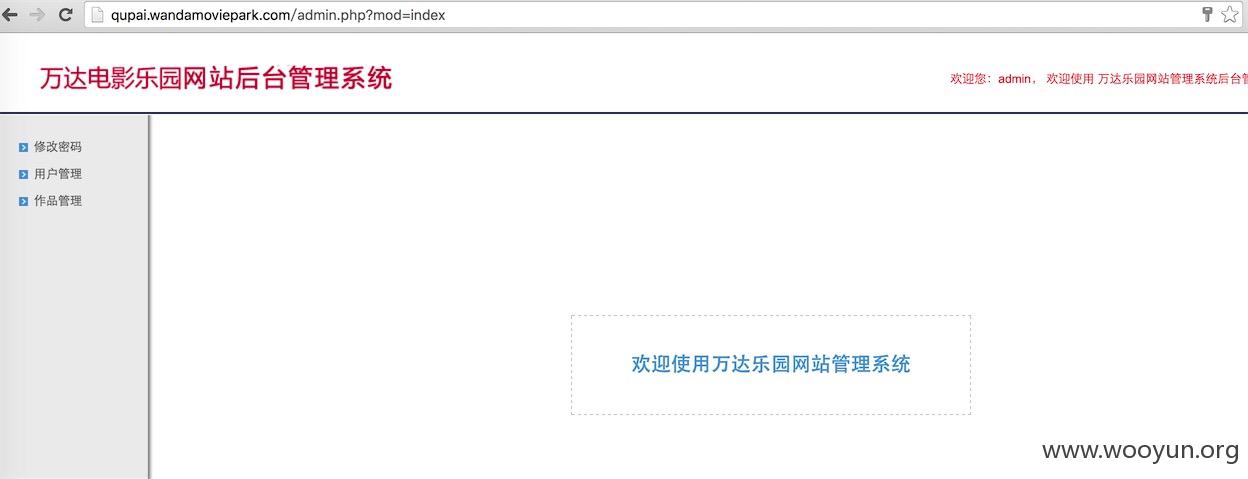 qupai.wandamoviepark.com/admin.php?mod=index
万达电影乐园网站后台管理系统
欢迎您：admin， 欢迎使用 万达乐园网站管理系统后台
修改密码
用户管理
作品管理
欢迎使用万达乐园网站管理系统
www.wooyun.org